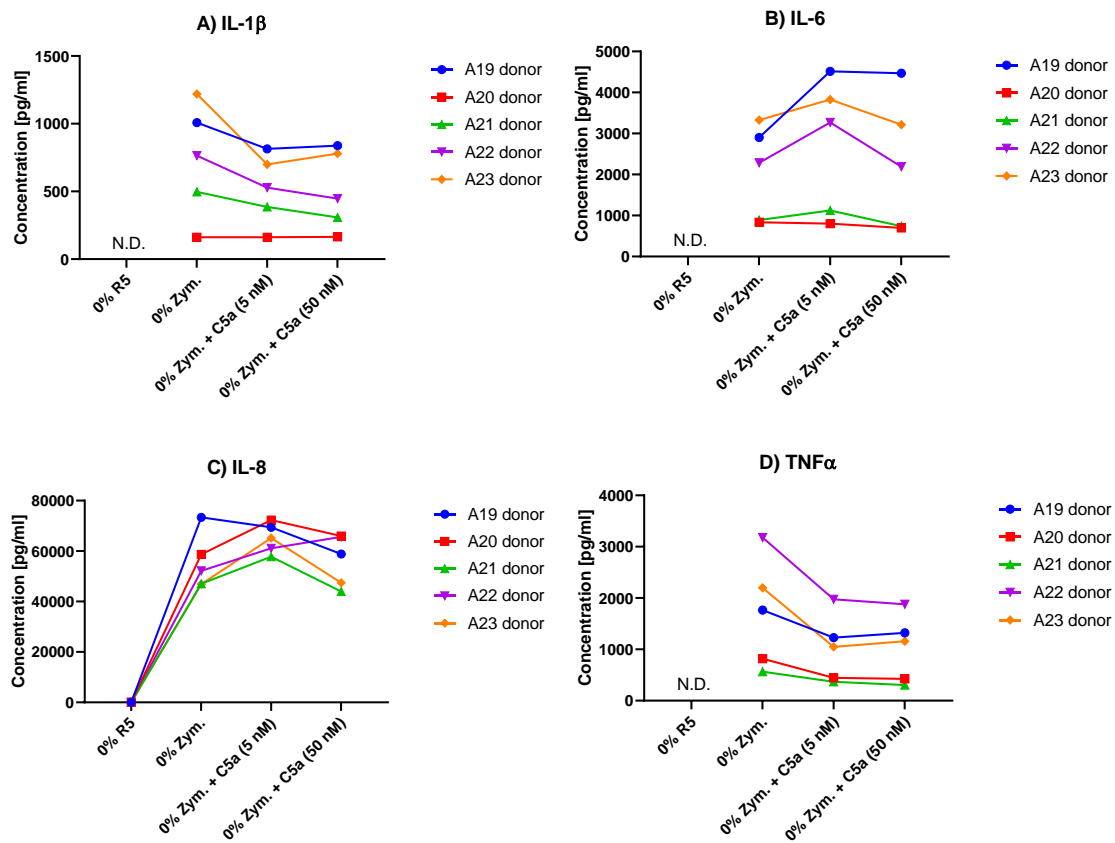 A) IL-1β
Concentration [pg/ml]
1500
1000
500
0
N.D.
0% R5
0% Zym.
0% Zym. + C5a (5 nM)
0% Zym. + C5a (50 nM)
A19 donor
A20 donor
A21 donor
A22 donor
A23 donor
B) IL-6
Concentration [pg/ml]
5000
4000
3000
2000
1000
0
N.D.
0% R5
0% Zym.
0% Zym. + C5a (5 nM)
0% Zym. + C5a (50 nM)
A19 donor
A20 donor
A21 donor
A22 donor
A23 donor
C) IL-8
Concentration [pg/ml]
80000
60000
40000
20000
0
0% R5
0% Zym.
0% Zym. + C5a (5 nM)
0% Zym. + C5a (50 nM)
A19 donor
A20 donor
A21 donor
A22 donor
A23 donor
D) TNFα
Concentration [pg/ml]
4000
3000
2000
1000
0
N.D.
0% R5
0% Zym.
0% Zym. + C5a (5 nM)
0% Zym. + C5a (50 nM)
A19 donor
A20 donor
A21 donor
A22 donor
A23 donor